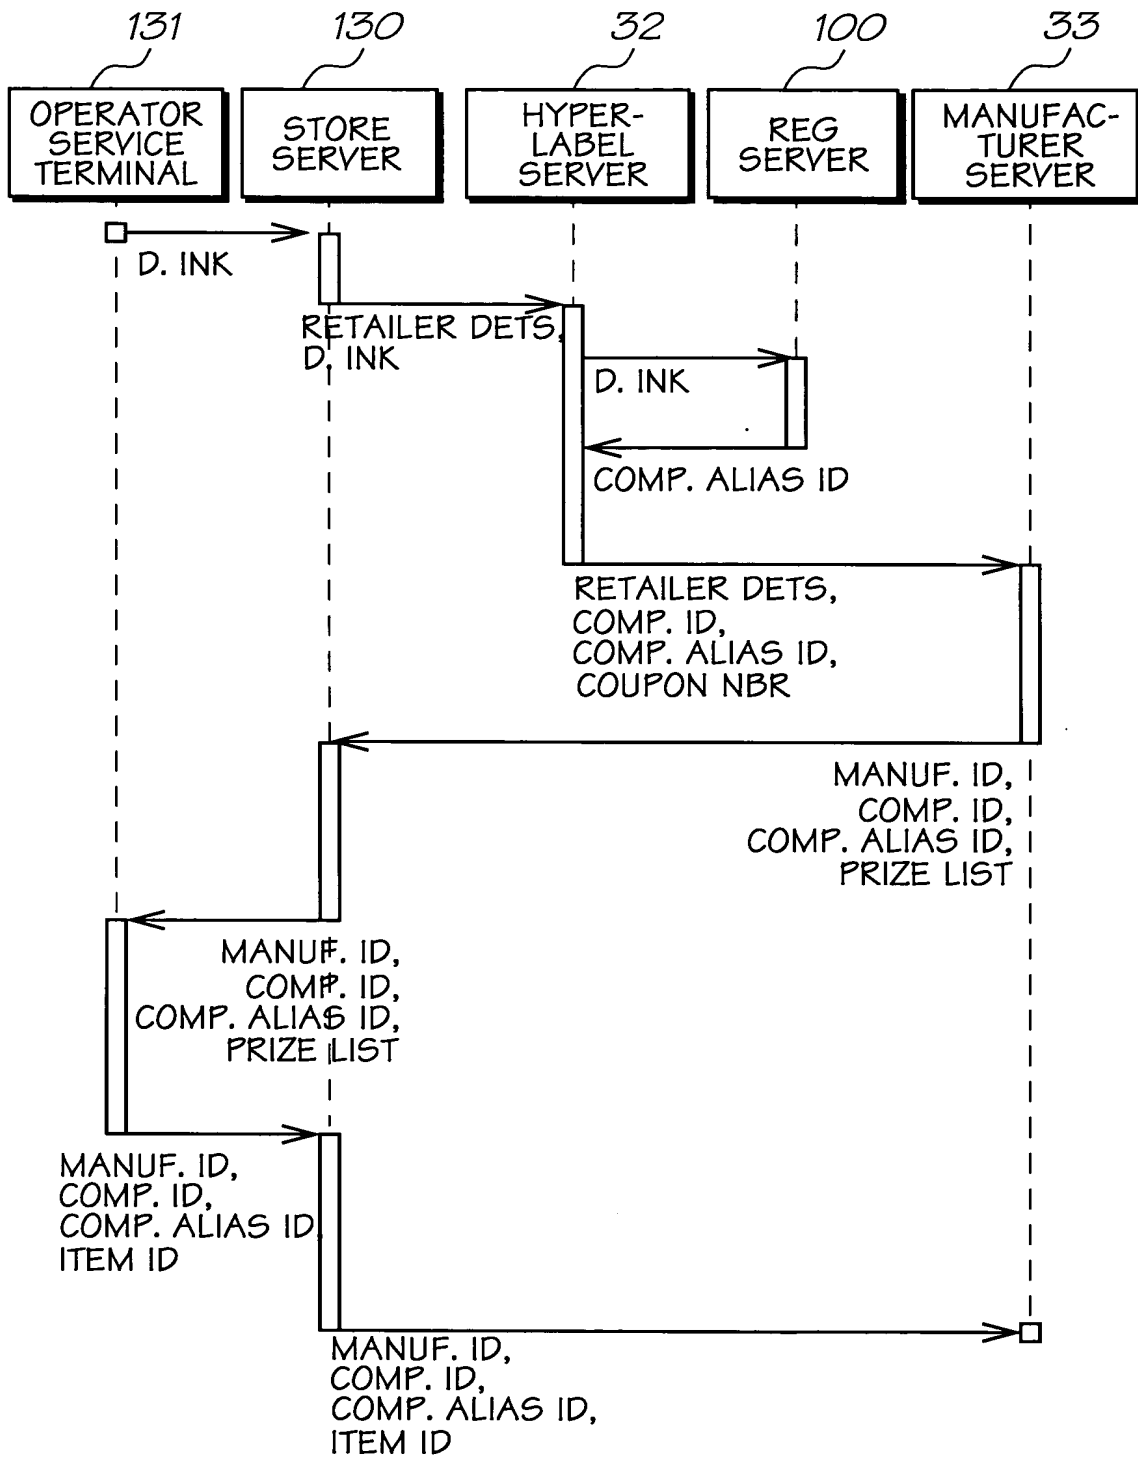 131
130
32
100
33
OPERATOR
SERVICE
TERMINAL
STORE
SERVER
HYPER-
LABEL
SERVER
REG
SERVER
MANUFAC-
TURER
SERVER
D. INK
RETAILER DETS,
D. INK
D. INK
COMP. ALIAS ID
RETAILER DETS,
COMP. ID,
COMP. ALIAS ID,
COUPON NBR
MANUF. ID,
COMP. ID,
COMP. ALIAS ID,
PRIZE LIST
MANUF. ID,
COMP. ID,
COMP. ALIAS ID,
PRIZE LIST
MANUF. ID,
COMP. ID,
COMP. ALIAS ID
ITEM ID
MANUF. ID,
COMP. ID,
COMP. ALIAS ID,
ITEM ID